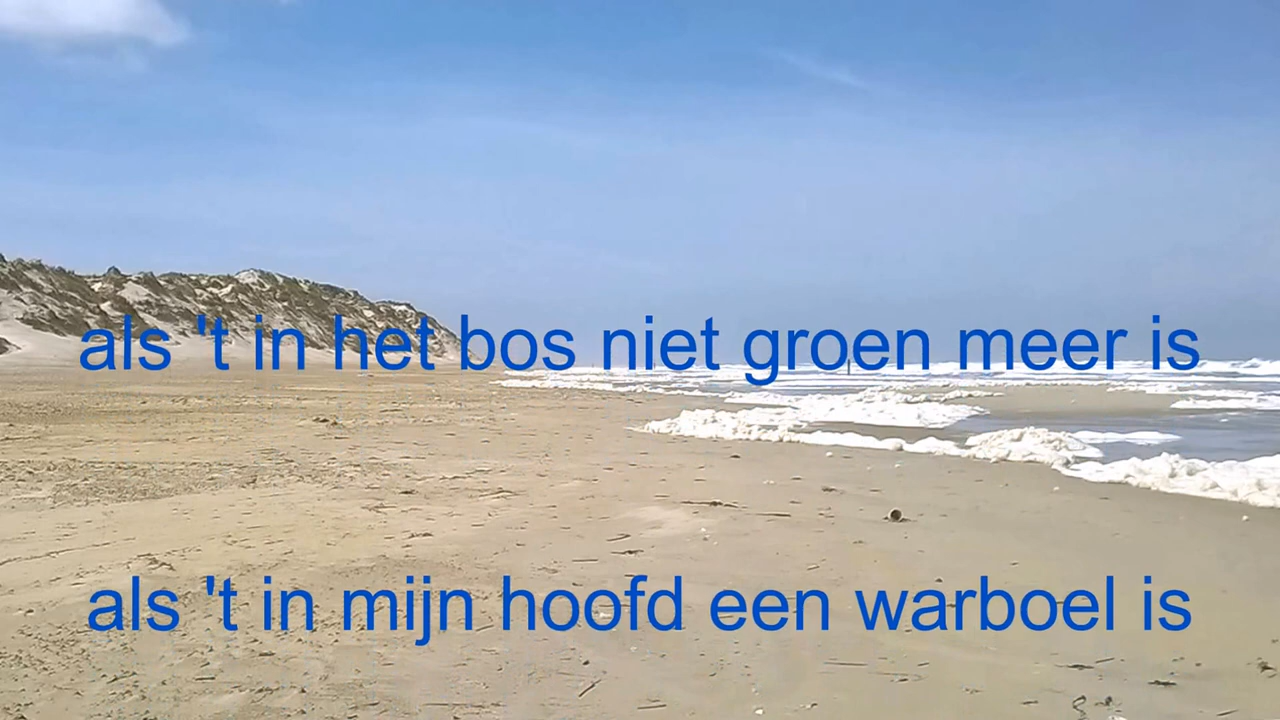 als 't in het bos niet groen meer is
als 't in mijn hoofd een warboel is